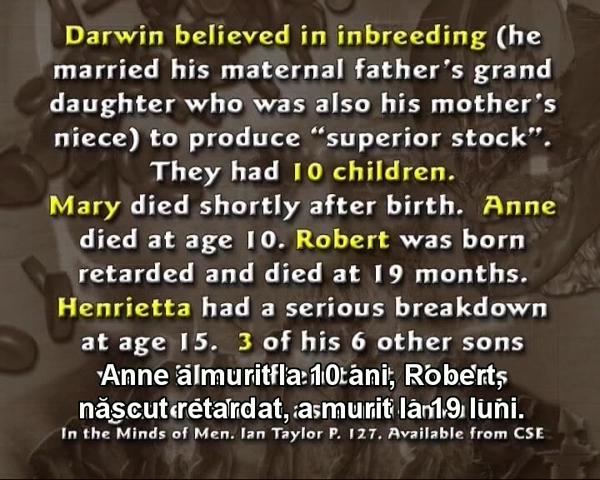 Darwin believed in inbreeding (he
married his maternal father's grand
daughter who was also his mother's
niece) to produce “superior stock”.
They had 10 children.
Mary died shortly after birth. Anne
died at age 10. Robert was born
retarded and died at 19 months.
Henrietta had a serious breakdown
at age 15. 3 of his 6 other sons
Anne a murit la 10 ani, Robert,
născut retardat, a murit la 19 luni.
In the Minds of Men. Ian Taylor P. 127. Available from CSE